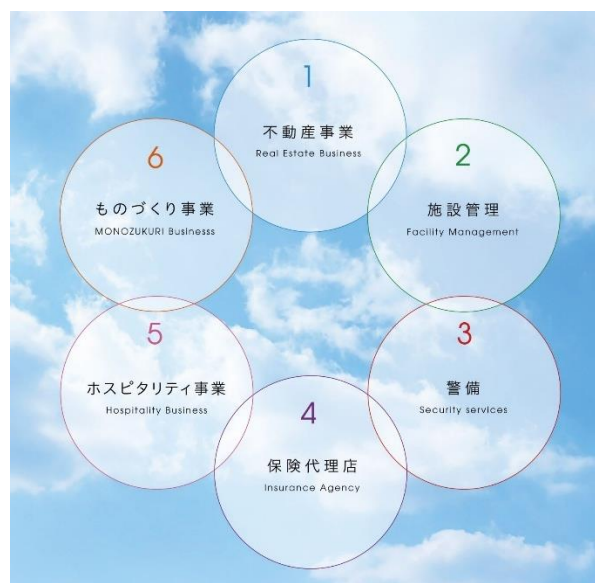 1
不動産事業
Real Estate Business
2
施設管理
Facility Management
3
警備
Security services
4
保険代理店
Insurance Agency
5
ホスピタリティ事業
Hospitality Business
6
ものづくり事業
MONOZUKURI Businesss